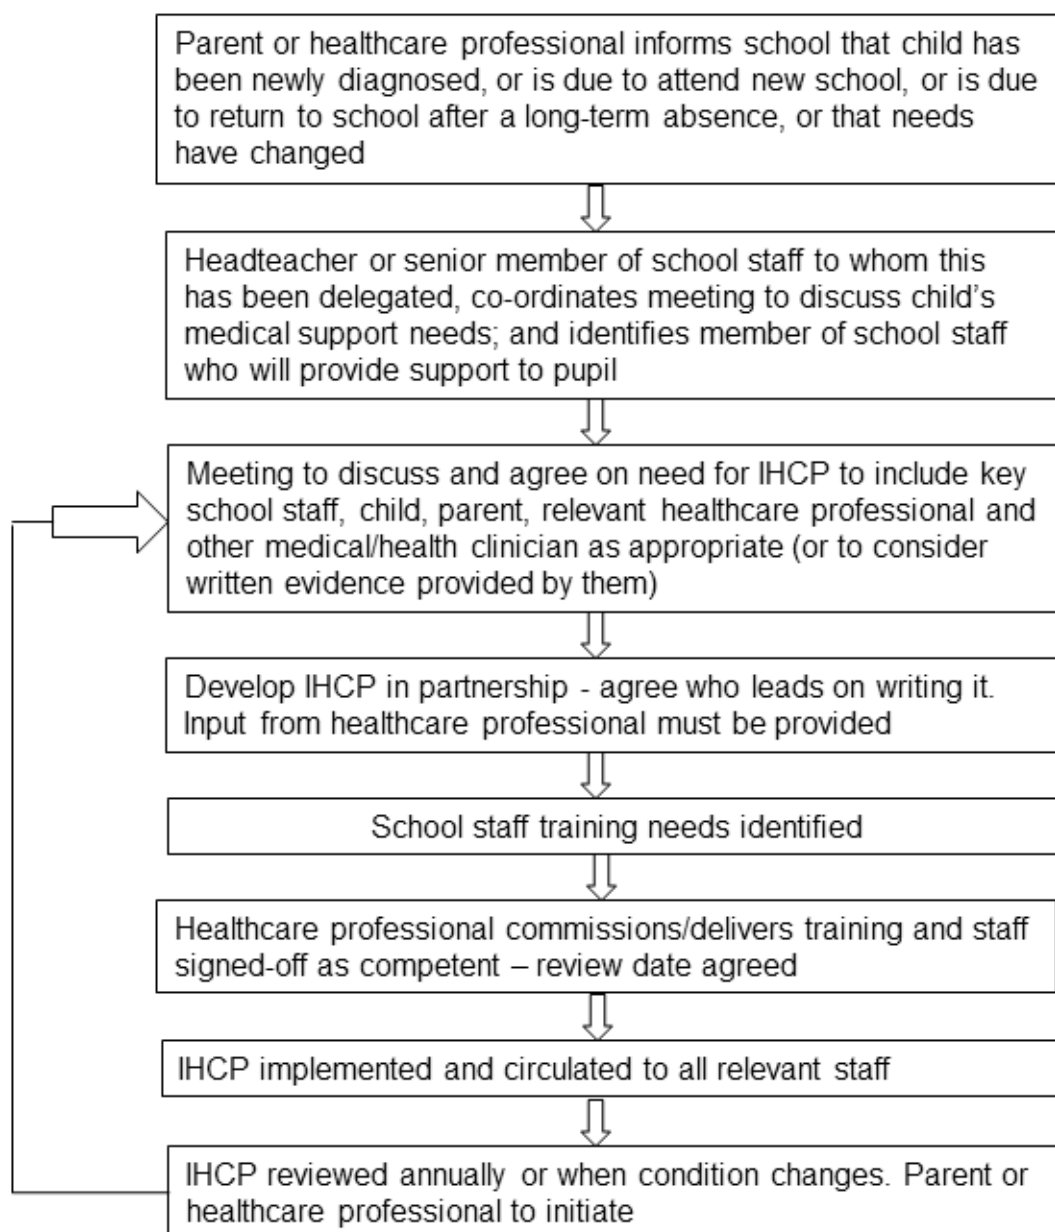 Parent or healthcare professional informs school that child has
been newly diagnosed, or is due to attend new school, or is due
to return to school after a long-term absence, or that needs
have changed
Headteacher or senior member of school staff to whom this
has been delegated, co-ordinates meeting to discuss child’s
medical support needs; and identifies member of school staff
who will provide support to pupil
Meeting to discuss and agree on need for IHCP to include key
school staff, child, parent, relevant healthcare professional and
other medical/health clinician as appropriate (or to consider
written evidence provided by them)
Develop IHCP in partnership - agree who leads on writing it.
Input from healthcare professional must be provided
School staff training needs identified
Healthcare professional commissions/delivers training and staff
signed-off as competent – review date agreed
IHCP implemented and circulated to all relevant staff
IHCP reviewed annually or when condition changes. Parent or
healthcare professional to initiate